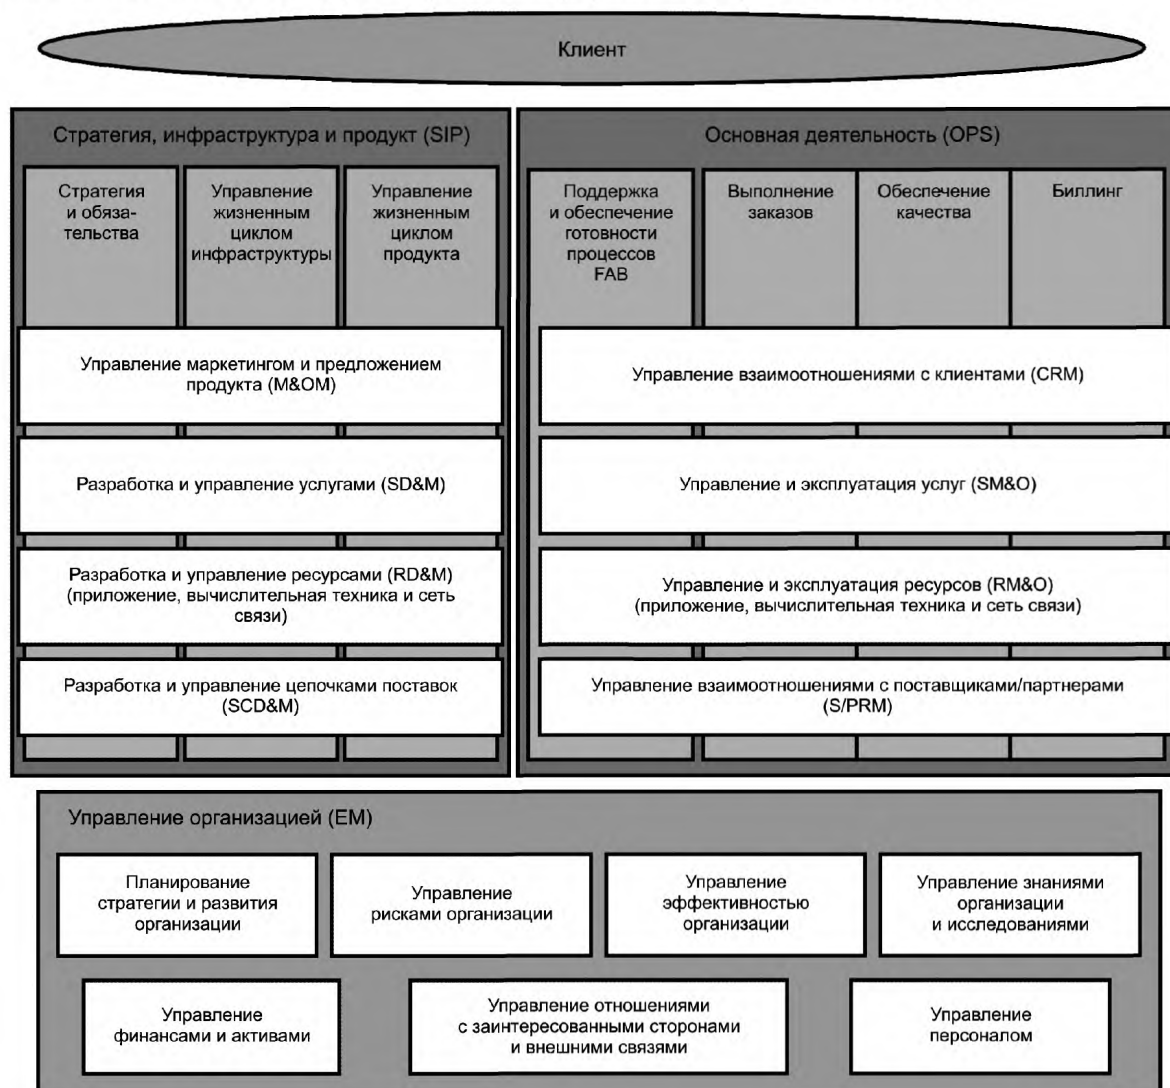 Клиент
Стратегия, инфраструктура и продукт (SIP)
Стратегия
и обяза-
тельства
Управление
жизненным
циклом
инфраструктуры
Управление
жизненным
циклом
продукта
Управление маркетингом и предложением
продукта (M&OM)
Разработка и управление услугами (SD&M)
Разработка и управление ресурсами (RD&M)
(приложение, вычислительная техника и сеть
связи)
Разработка и управление цепочками поставок
(SCD&M)
Основная деятельность (OPS)
Поддержка
и обеспечение
готовности
процессов
FAB
Выполнение
заказов
Обеспечение
качества
Биллинг
Управление взаимоотношениями с клиентами (CRM)
Управление и эксплуатация услуг (SM&O)
Управление и эксплуатация ресурсов (RM&O)
(приложение, вычислительная техника и сеть связи)
Управление взаимоотношениями с поставщиками/партнерами
(S/PRM)
Управление организацией (EM)
Планирование
стратегии и развития
организации
Управление
рисками организации
Управление
эффективностью
организации
Управление знаниями
организации
и исследованиями
Управление
финансами и активами
Управление отношениями
с заинтересованными сторонами
и внешними связями
Управление
персоналом